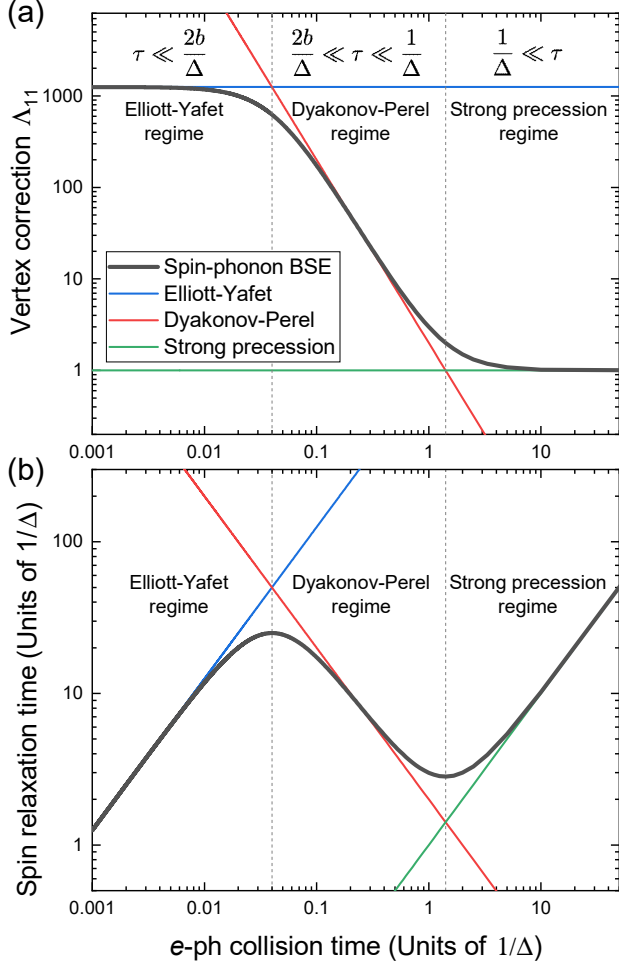 (a)
τ ≪ 2b/Δ 2b/Δ ≪ τ ≪ 1/Δ 1/Δ ≪ τ
1000
Elliott-Yafet
regime
Dyakonov-Perel
regime
Strong precession
regime
100
10
1
Vertex correction Λ₁₁
Spin-phonon BSE
Elliott-Yafet
Dyakonov-Perel
Strong precession
0.001 0.01 0.1 1 10
(b)
100
Elliott-Yafet
regime
Dyakonov-Perel
regime
Strong precession
regime
10
1
Spin relaxation time (Units of 1/Δ)
0.001 0.01 0.1 1 10
e-ph collision time (Units of 1/Δ)